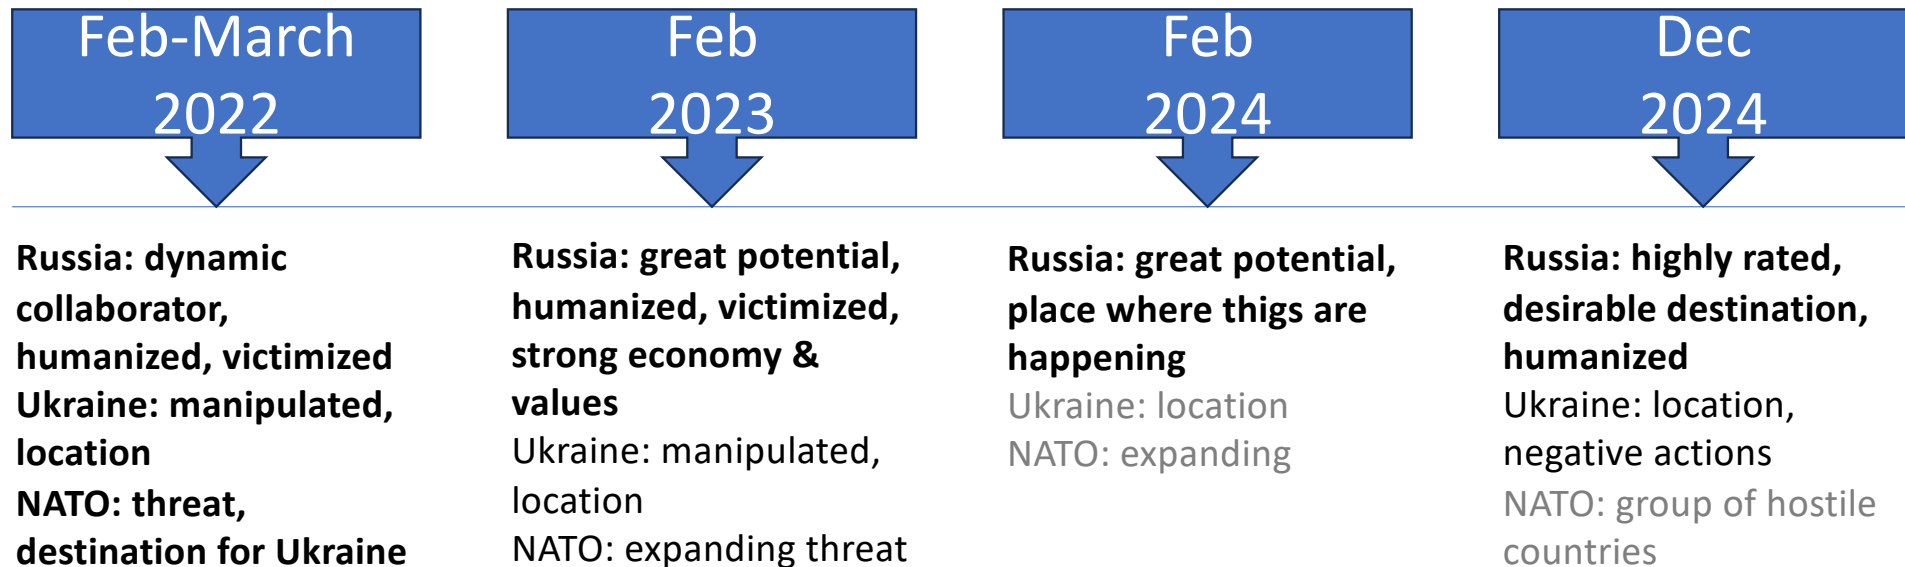 Feb-March
2022
Feb
2023
Feb
2024
Dec
2024
Russia: dynamic
collaborator,
humanized, victimized
Ukraine: manipulated,
location
NATO: threat,
destination for Ukraine
Russia: great potential,
humanized, victimized,
strong economy &
values
Ukraine: manipulated,
location
NATO: expanding threat
Russia: great potential,
place where thigs are
happening
Ukraine: location
NATO: expanding
Russia: highly rated,
desirable destination,
humanized
Ukraine: location,
negative actions
NATO: group of hostile
countries